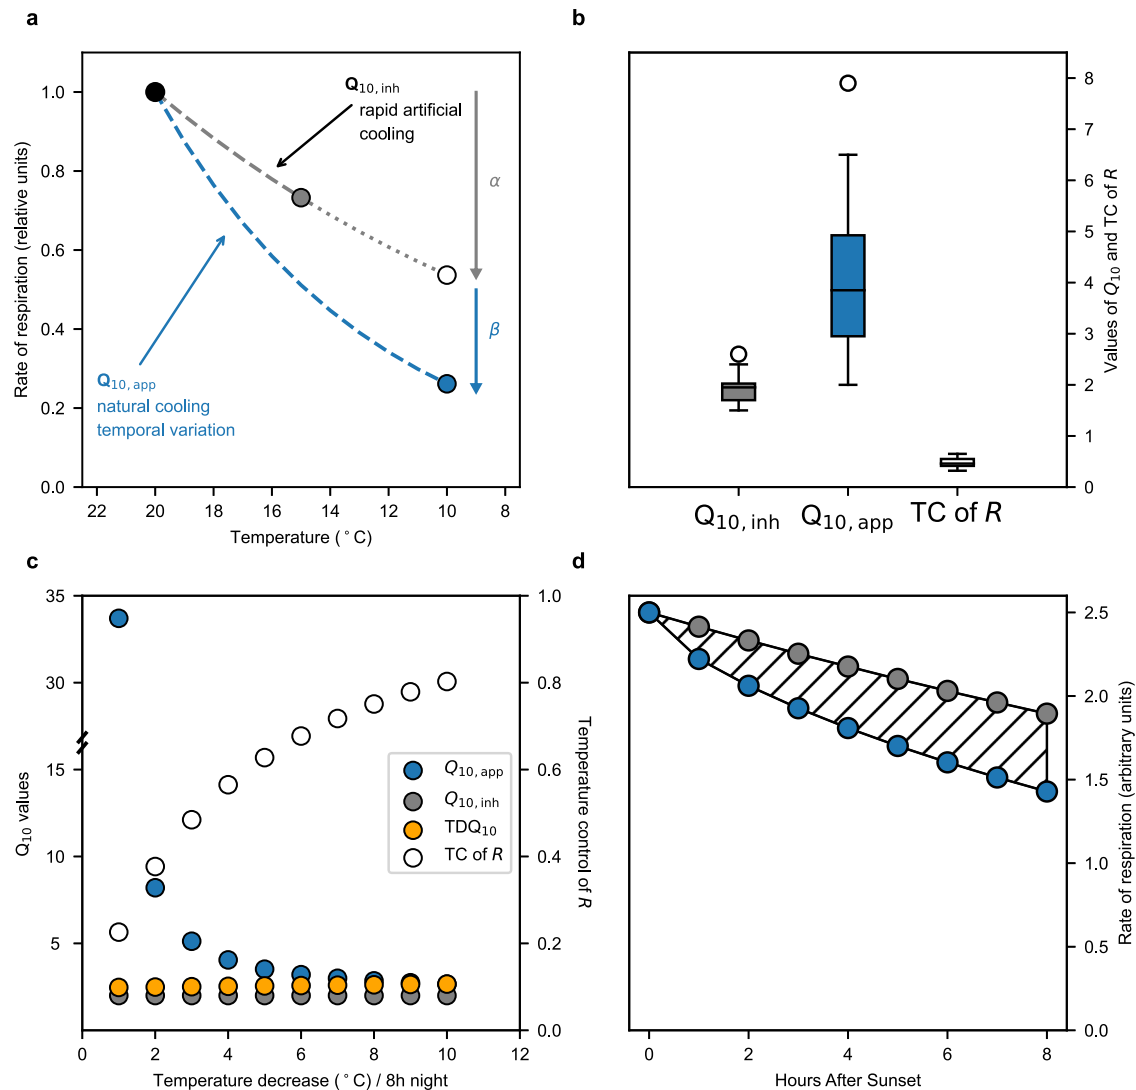 a
Rate of respiration (relative units)
1.0
0.8
0.6
0.4
0.2
0.0
Q10, inh
rapid artificial
cooling
α
β
Q10, app
natural cooling
temporal variation
22 20 18 16 14 12 10 8
Temperature (°C)
b
8
7
6
5
4
3
2
1
0
Values of Q10 and TC of R
Q10, inh Q10, app TC of R
c
Q10 values
35
30
15
10
5
1.0
0.8
0.6
0.4
0.2
0.0
Temperature control of R
Q10, app
Q10, inh
TDQ10
TC of R
0 2 4 6 8 10 12
Temperature decrease (°C) / 8h night
d
2.5
2.0
1.5
1.0
0.5
0.0
Rate of respiration (arbitrary units)
0 2 4 6 8
Hours After Sunset